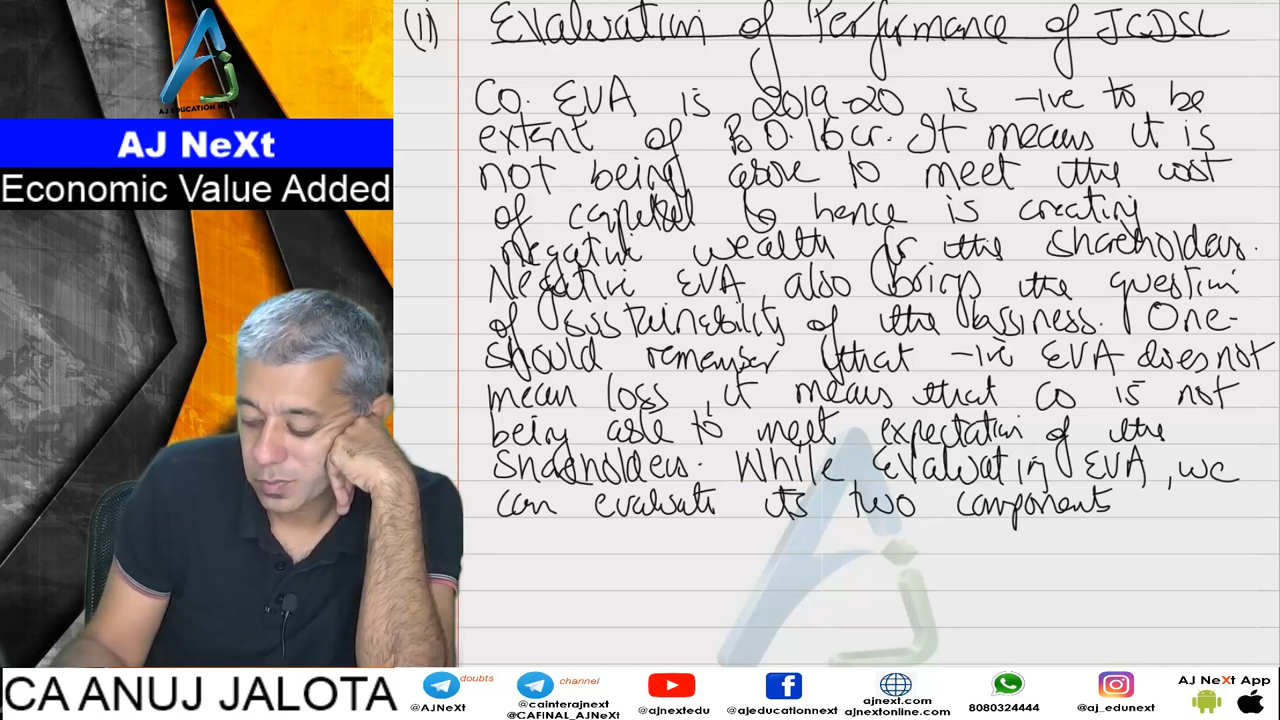 AJ EDUCATION NEXT
AJ NeXt
Economic Value Added
(ii) Evaluation of Performance of JCDSL
Co. EVA is 2019-20 is -ive to be
extent of ₹ 0.16 cr. It means it is
not being able to meet the cost
of capital & hence is creating
negative wealth for the shareholders.
Negative EVA also brings the question
of sustainability of the business. One
should remember that -ive EVA does not
mean loss, it means that co is not
being able to meet expectation of the
shareholders. While evaluating EVA, we
can evaluate its two components
CA ANUJ JALOTA
doubts
@AJNeXt
channel
@cainterajnext
@CAFINAL_AJNeXt
@ajnextedu
@ajeducationnext
ajnext.com
ajnextonline.com
8080324444
@aj_edunext
AJ NeXt App